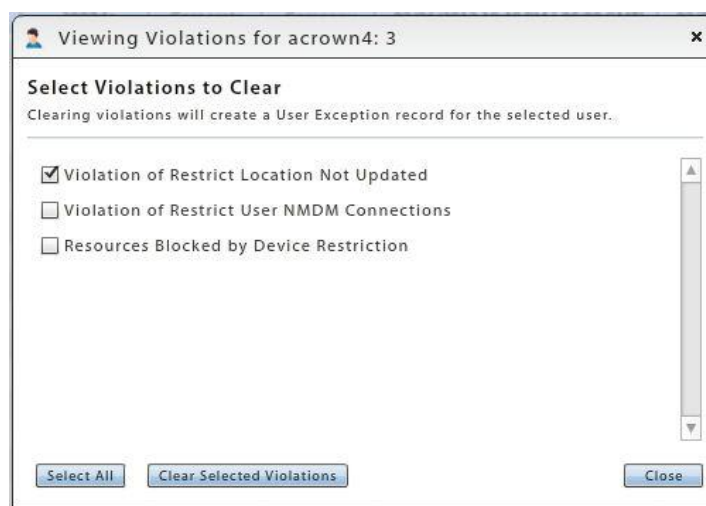 Viewing Violations for acrown4: 3
Select Violations to Clear
Clearing violations will create a User Exception record for the selected user.
Violation of Restrict Location Not Updated
Violation of Restrict User NMDM Connections
Resources Blocked by Device Restriction
Select All Clear Selected Violations Close